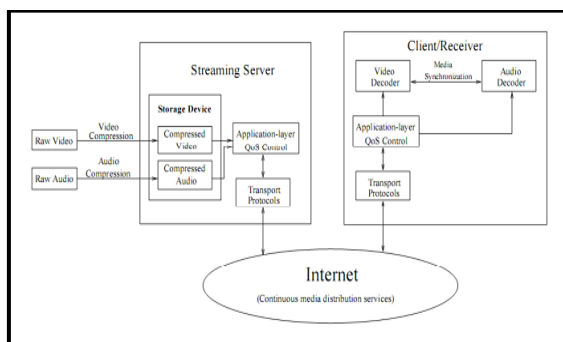 Streaming Server
Storage Device
Raw Video
Video
Compression
Compressed
Video
Application-layer
QoS Control
Raw Audio
Audio
Compression
Compressed
Audio
Transport
Protocols
Client/Receiver
Video
Decoder
Media
Synchronization
Audio
Decoder
Application-layer
QoS Control
Transport
Protocols
Internet
(Continuous media distribution services)